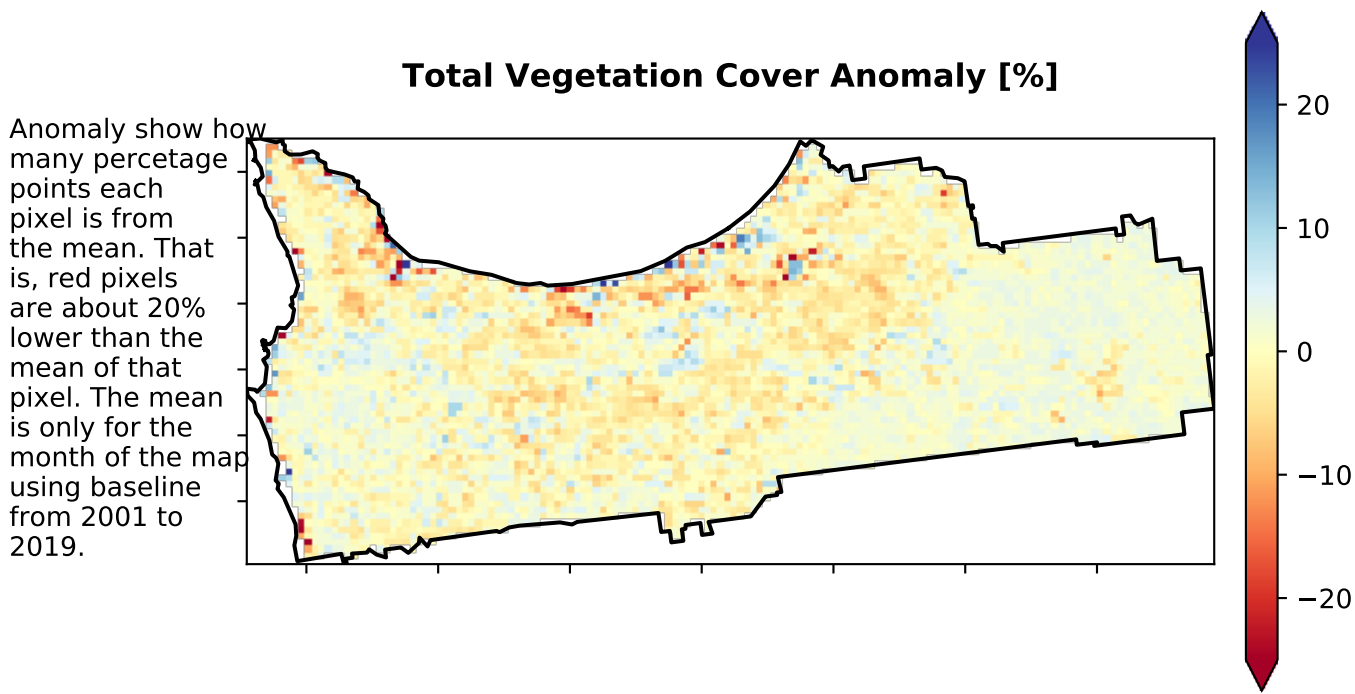 Total Vegetation Cover Anomaly [%]
Anomaly show how
many percetage
points each
pixel is from
the mean. That
is, red pixels
are about 20%
lower than the
mean of that
pixel. The mean
is only for the
month of the map
using baseline
from 2001 to
2019.
20
10
0
−10
−20